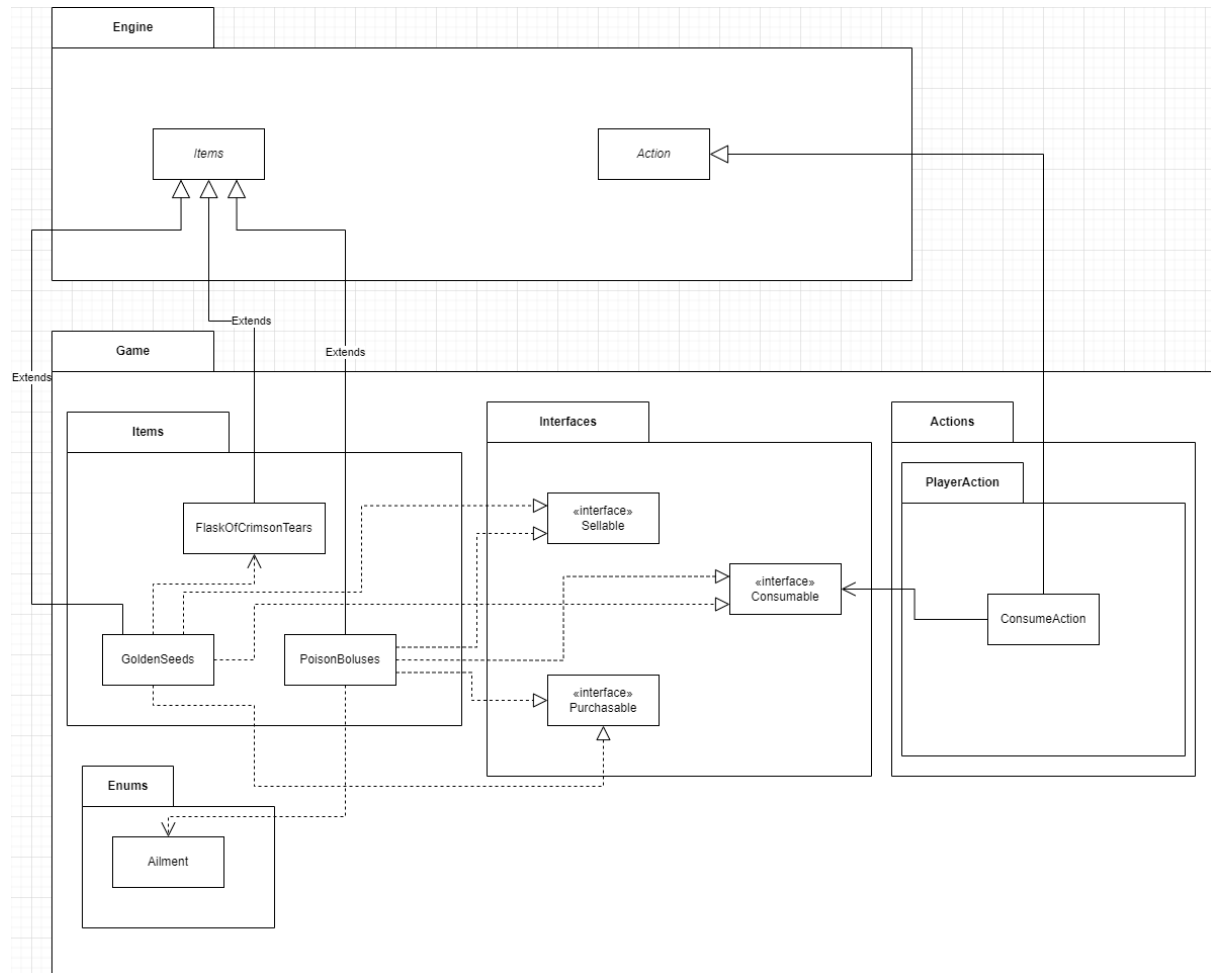 Engine
Items
Action
Extends
Game
Extends
Extends
Items
Interfaces
Actions
PlayerAction
«interface»
Sellable
FlaskOfCrimsonTears
«interface»
Consumable
ConsumeAction
GoldenSeeds
PoisonBoluses
«interface»
Purchasable
Enums
Ailment